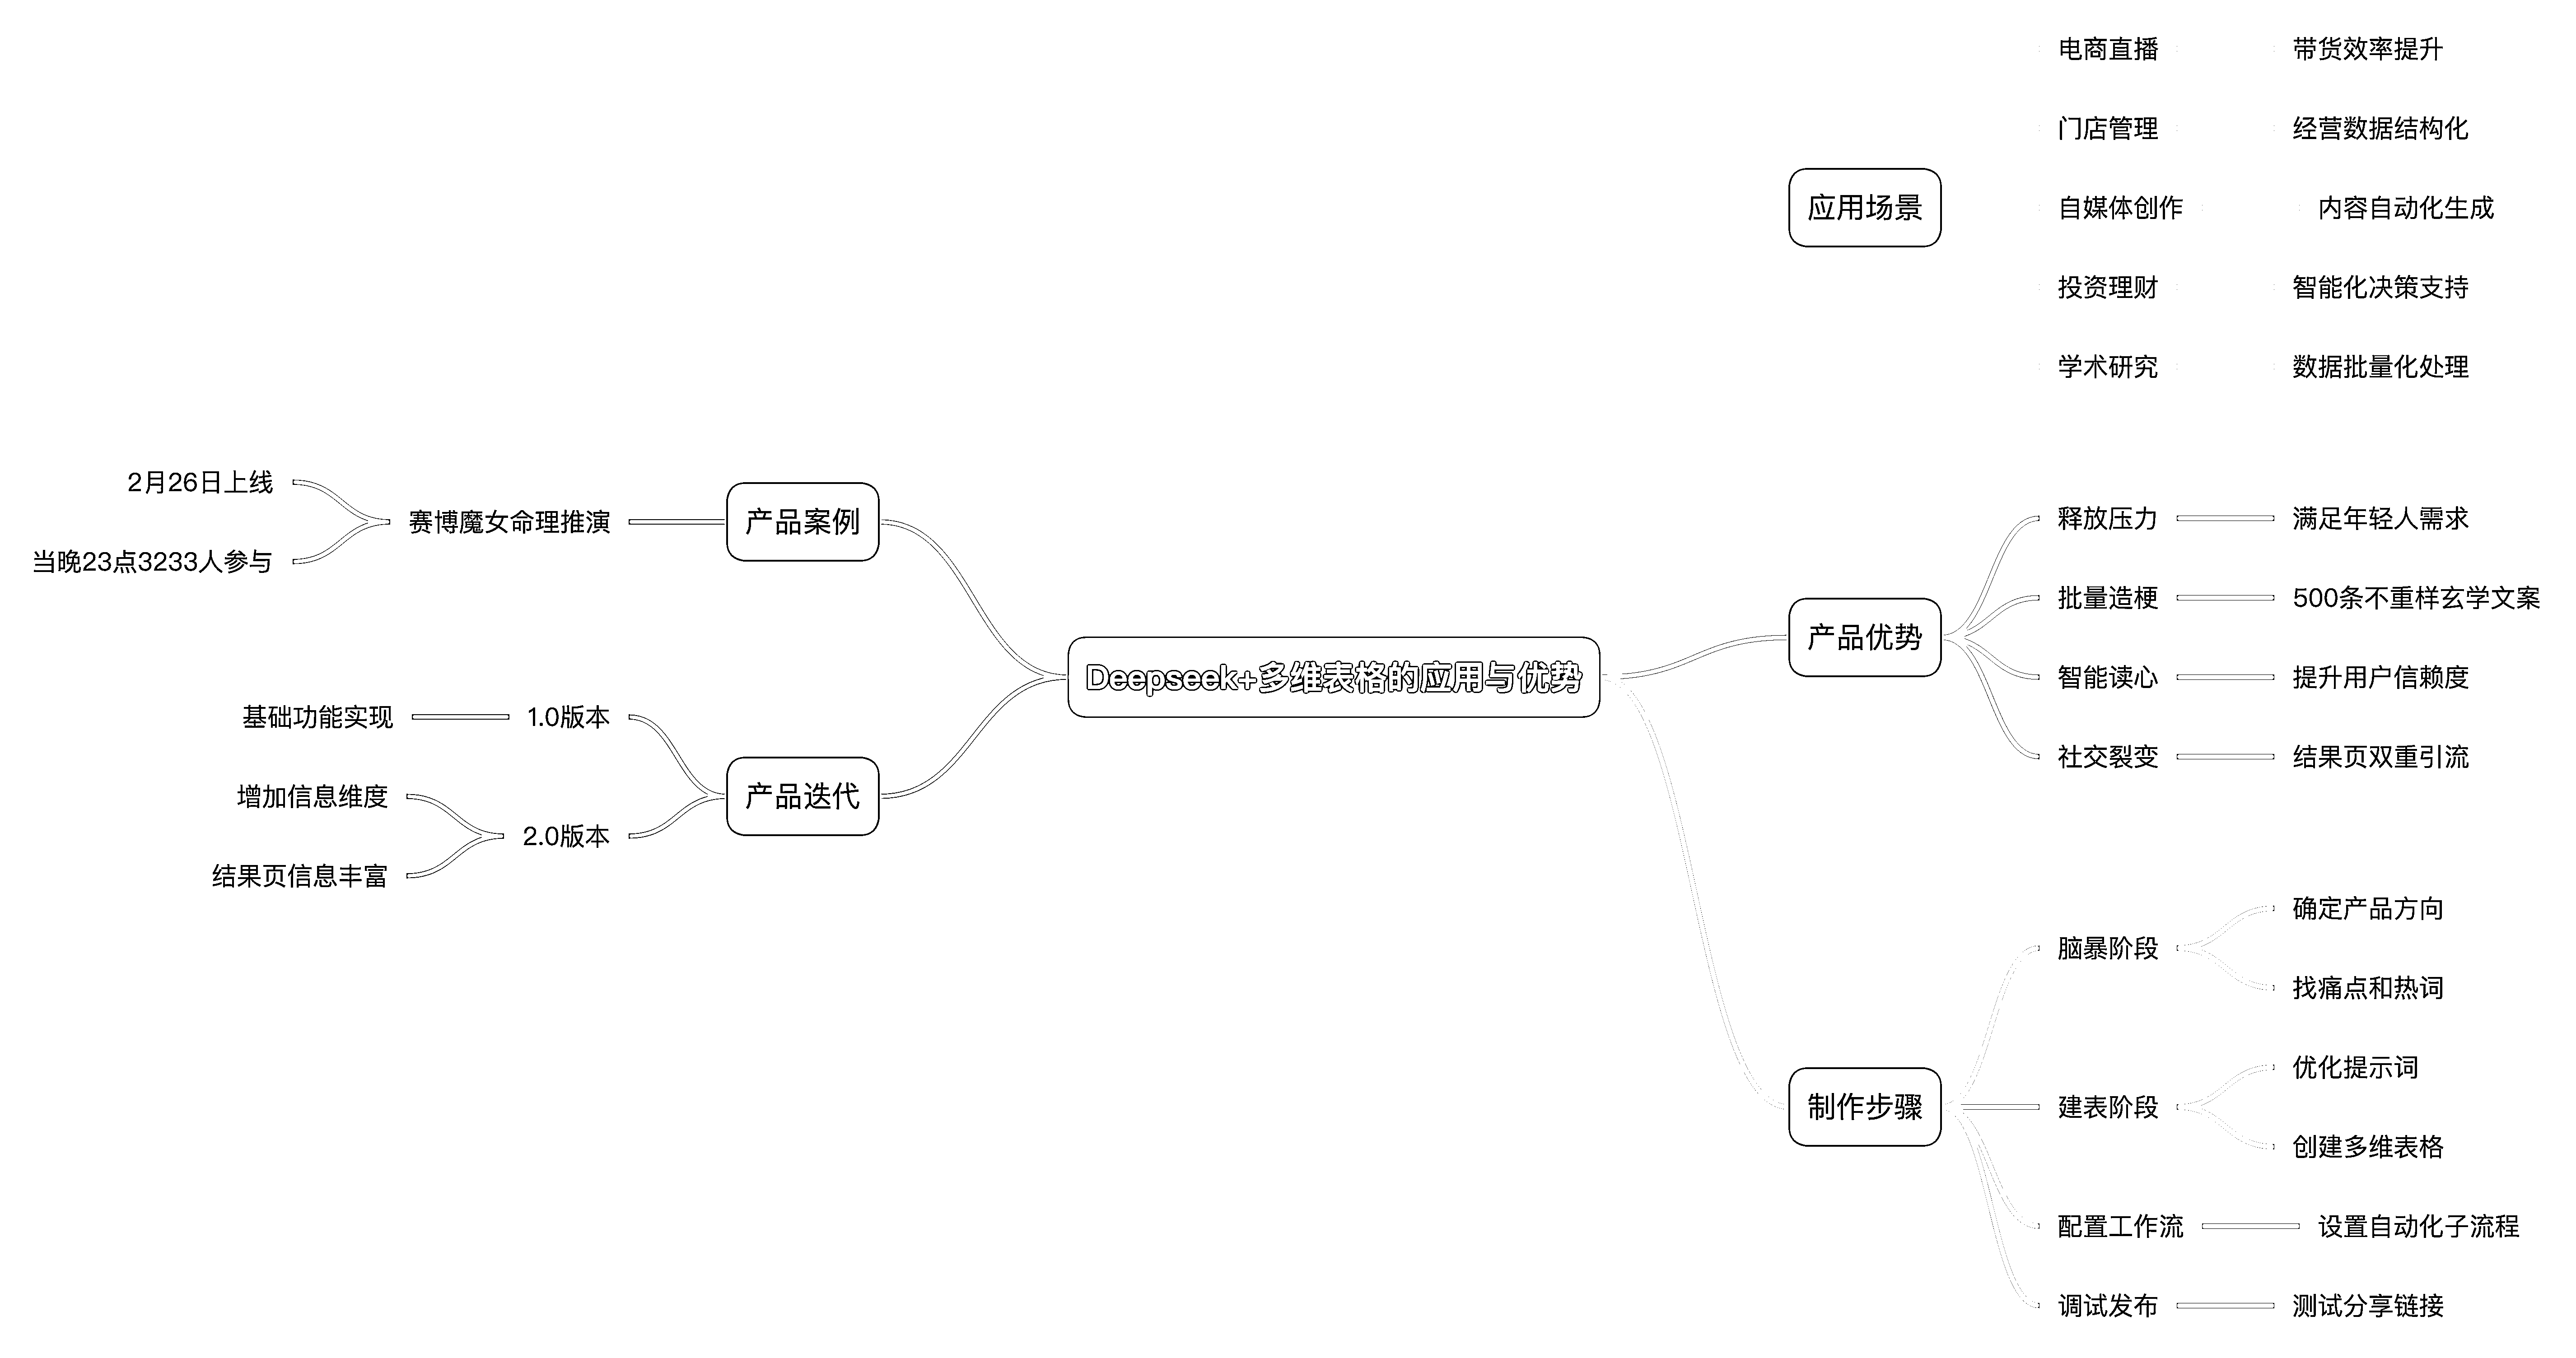 Deepseek+多维表格的应用与优势
应用场景
电商直播
带货效率提升
门店管理
经营数据结构化
自媒体创作
内容自动化生成
投资理财
智能化决策支持
学术研究
数据批量化处理
产品优势
释放压力
满足年轻人需求
批量造梗
500条不重样玄学文案
智能读心
提升用户信赖度
社交裂变
结果页双重引流
制作步骤
脑暴阶段
确定产品方向
找痛点和热词
建表阶段
优化提示词
创建多维表格
配置工作流
设置自动化子流程
调试发布
测试分享链接
产品案例
赛博魔女命理推演
2月26日上线
当晚23点3233人参与
产品迭代
1.0版本
基础功能实现
2.0版本
增加信息维度
结果页信息丰富